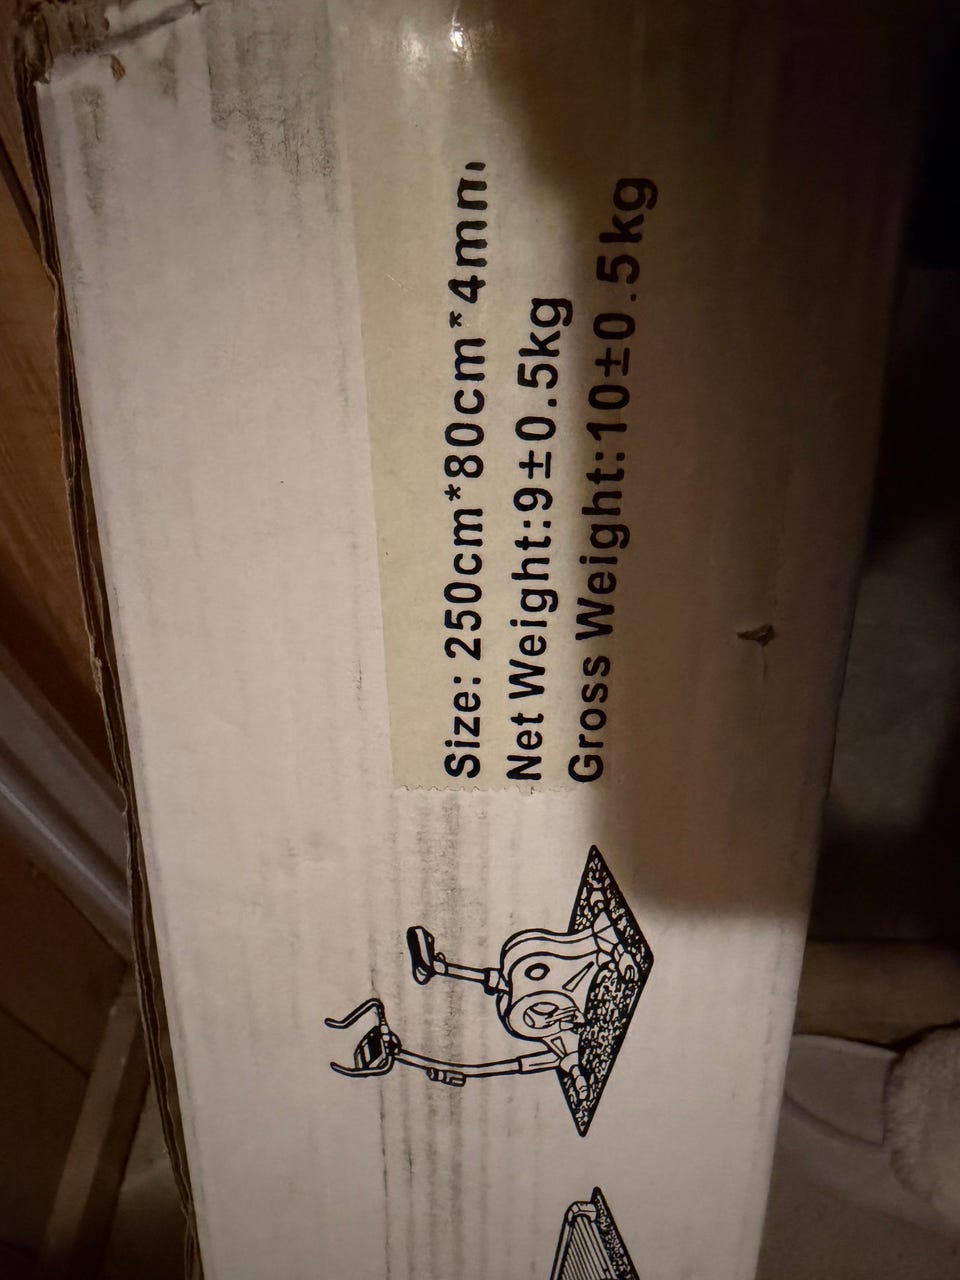 Size: 250cm*80cm*4mm
Net Weight:9±0.5kg
Gross Weight:10±0.5kg